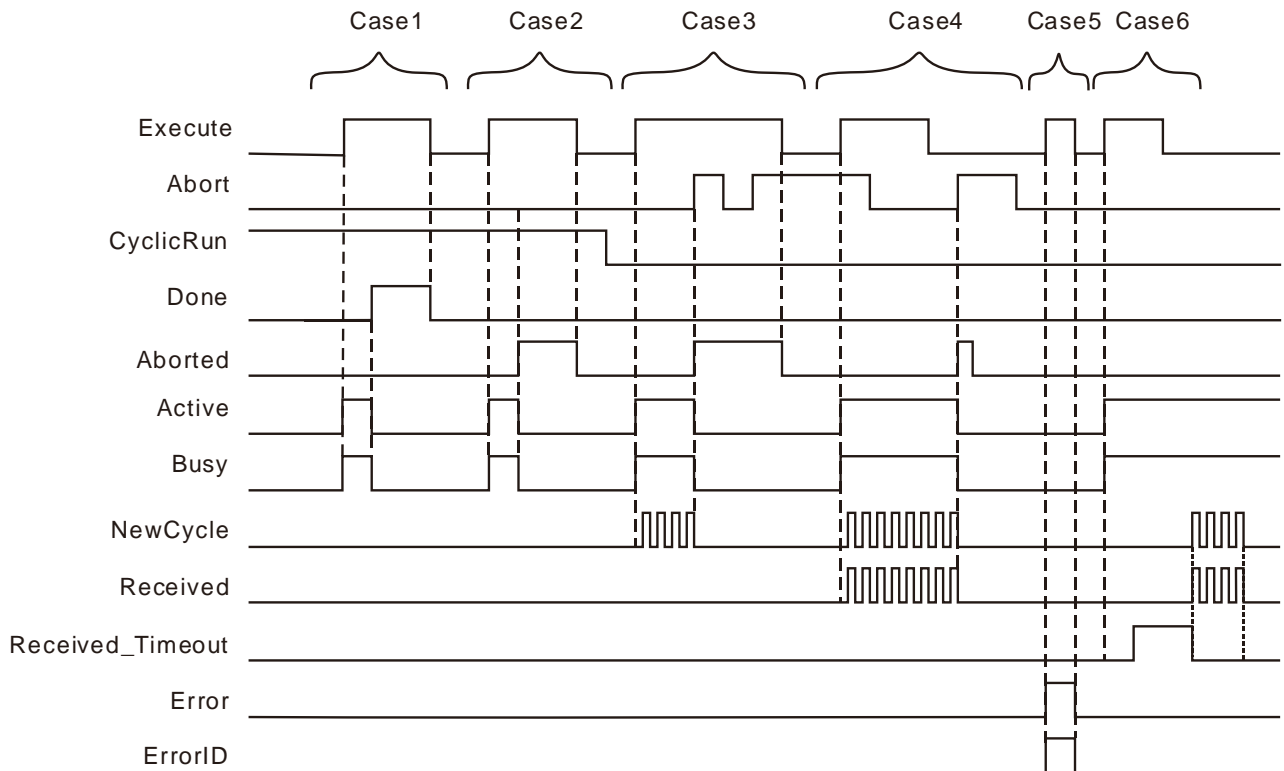 Case1 Case2 Case3 Case4 Case5 Case6
Execute
Abort
CyclicRun
Done
Aborted
Active
Busy
NewCycle
Received
Received_Timeout
Error
ErrorID